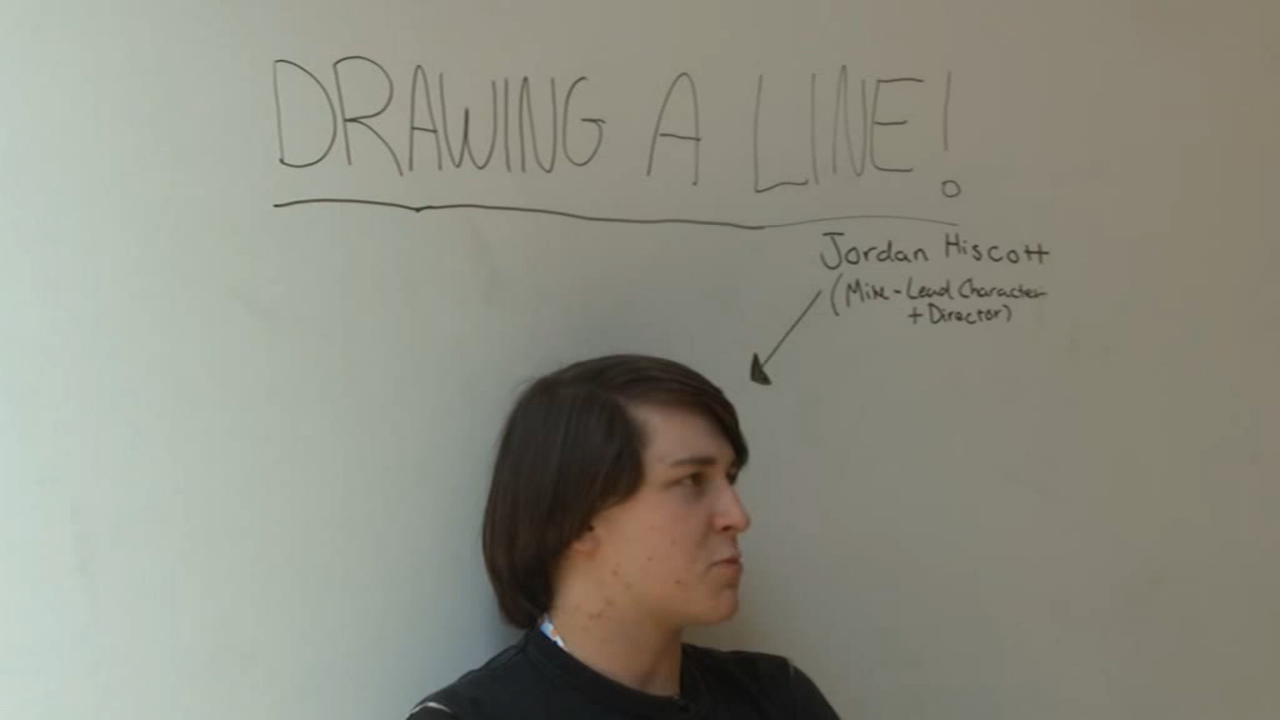 DRAWING A LINE!
Jordan Hiscott
(Mike-Lead Character
+ Director)